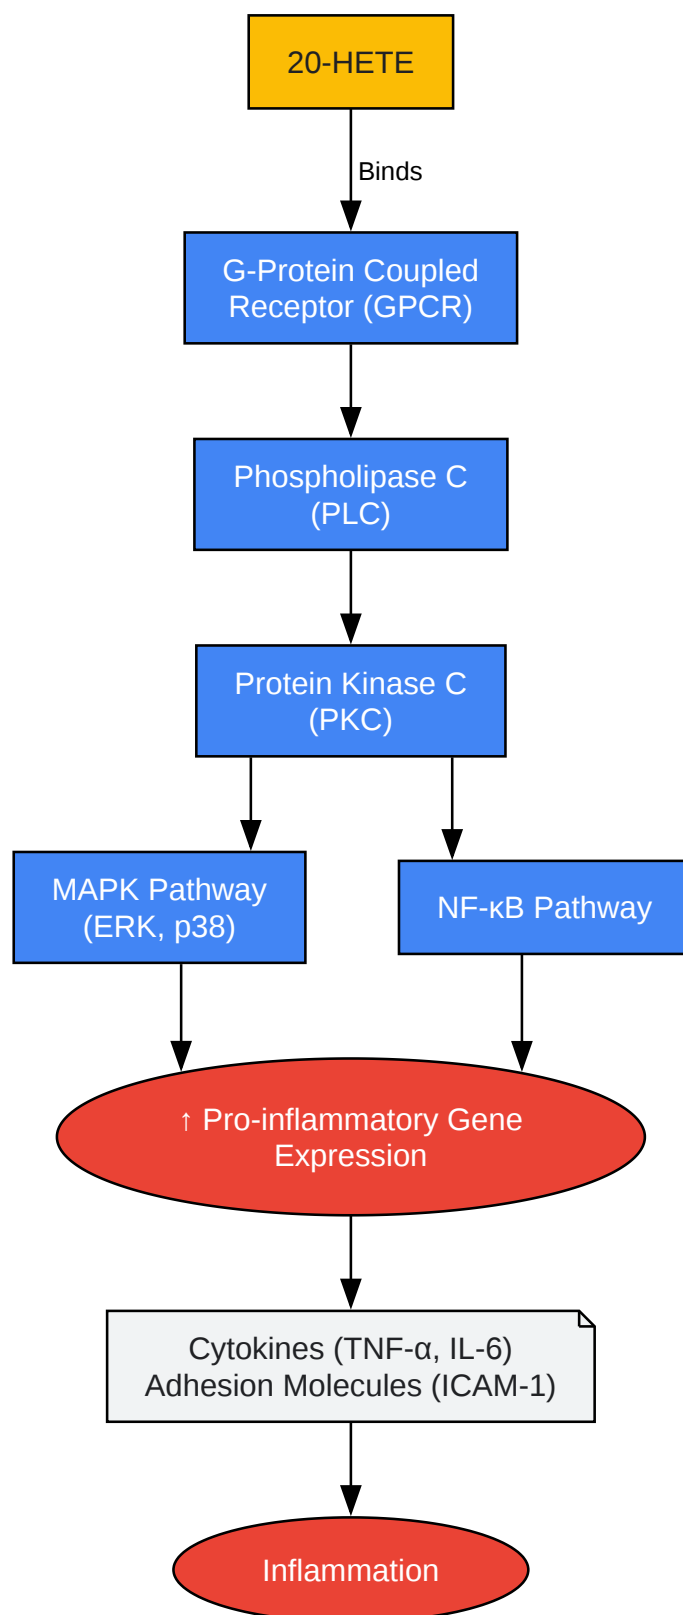 20-HETE
Binds
G-Protein Coupled
Receptor (GPCR)
Phospholipase C
(PLC)
Protein Kinase C
(PKC)
MAPK Pathway
(ERK, p38)
NF-κB Pathway
↑ Pro-inflammatory Gene
Expression
Cytokines (TNF-α, IL-6)
Adhesion Molecules (ICAM-1)
Inflammation